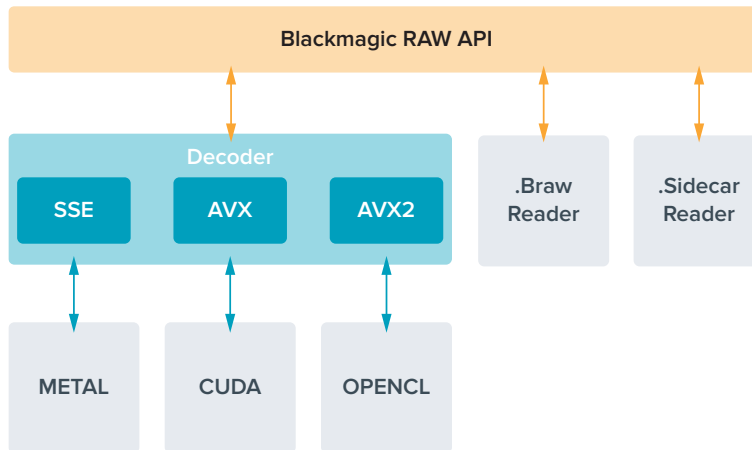 Blackmagic RAW API
Decoder
SSE
AVX
AVX2
.Braw
Reader
.Sidecar
Reader
METAL
CUDA
OPENCL